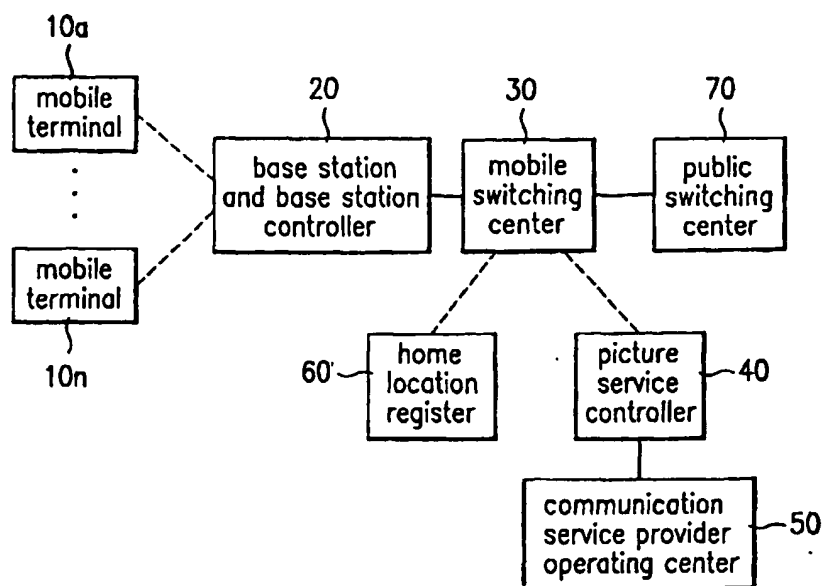 10a
mobile
terminal
20
base station
and base station
controller
30
mobile
switching
center
70
public
switching
center
mobile
terminal
10n
60
home
location
register
picture
service
controller
40
communication
service provider
operating center
50